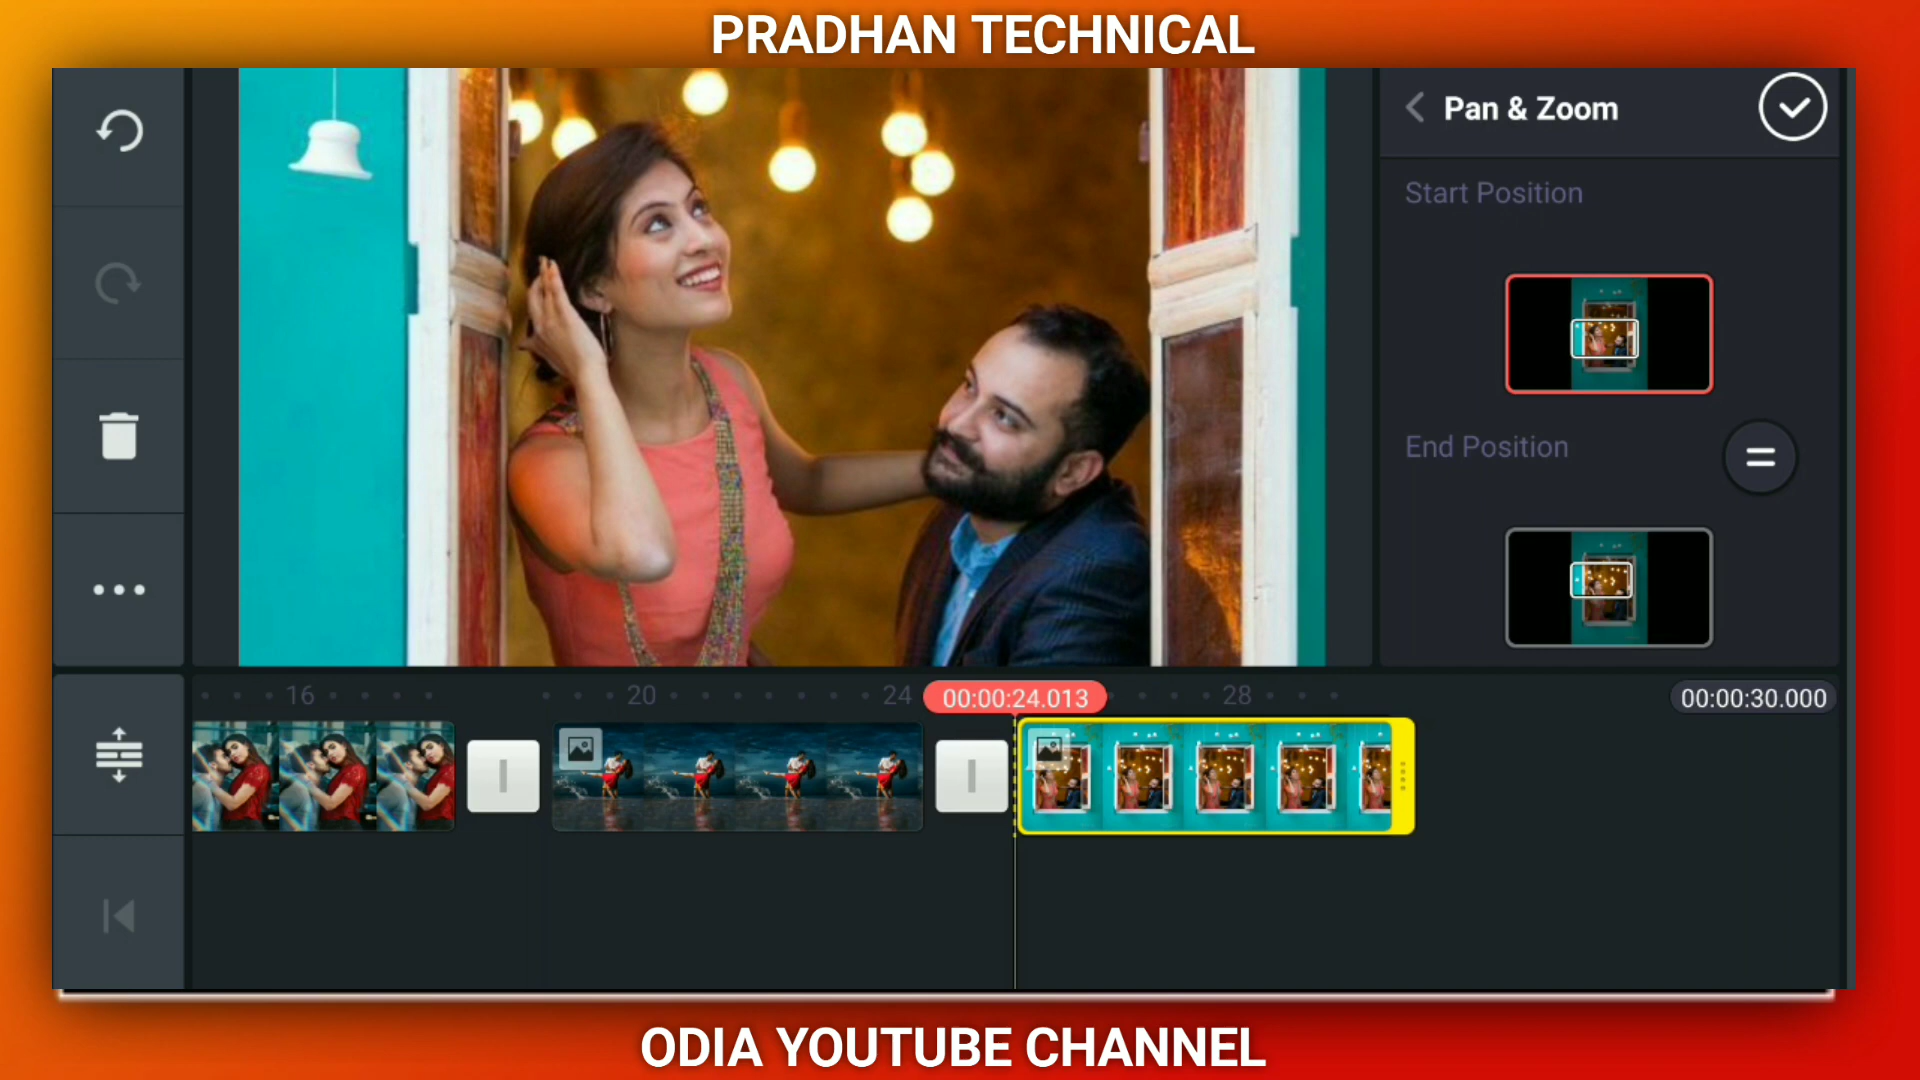 PRADHAN TECHNICAL
Pan & Zoom
Start Position
End Position
16
20
24
00:00:24.013
28
00:00:30.000
ODIA YOUTUBE CHANNEL